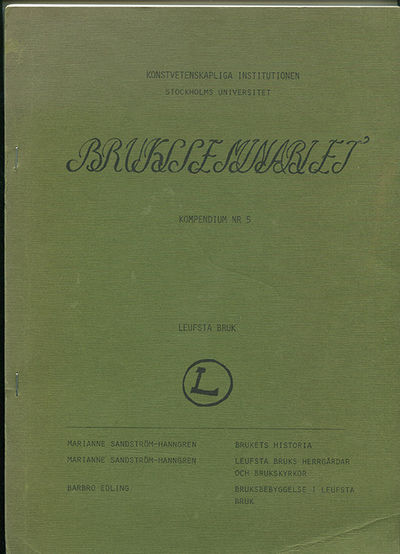 KONSTVETENSKAPLIGA INSTITUTIONEN
STOCKHOLMS UNIVERSITET
BRUKSSEMINARIET
KOMPENDIUM NR 5
LEUFSTA BRUK
L
MARIANNE SANDSTRÖM-HANNGREN BRUKETS HISTORIA
MARIANNE SANDSTRÖM-HANNGREN LEUFSTA BRUKS HERRGÅRDAR
OCH BRUKSKYRKOR
BARBRO EDLING BRUKSBEBYGGELSE I LEUFSTA
BRUK